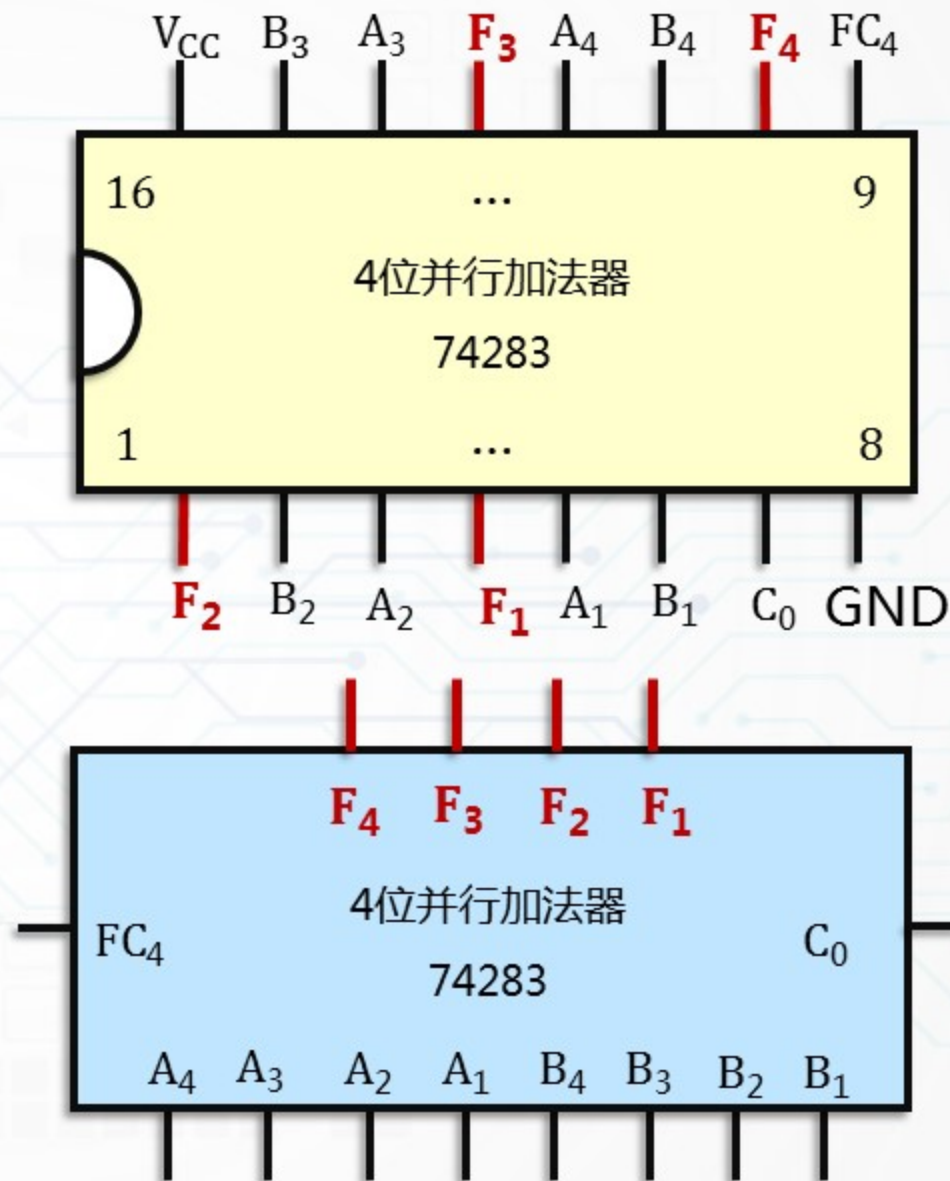 V_CC B₃ A₃ F₃ A₄ B₄ F₄ FC₄
16 ... 9
4位并行加法器
74283
1 ... 8
F₂ B₂ A₂ F₁ A₁ B₁ C₀ GND
F₄ F₃ F₂ F₁
4位并行加法器
FC₄ C₀
74283
A₄ A₃ A₂ A₁ B₄ B₃ B₂ B₁